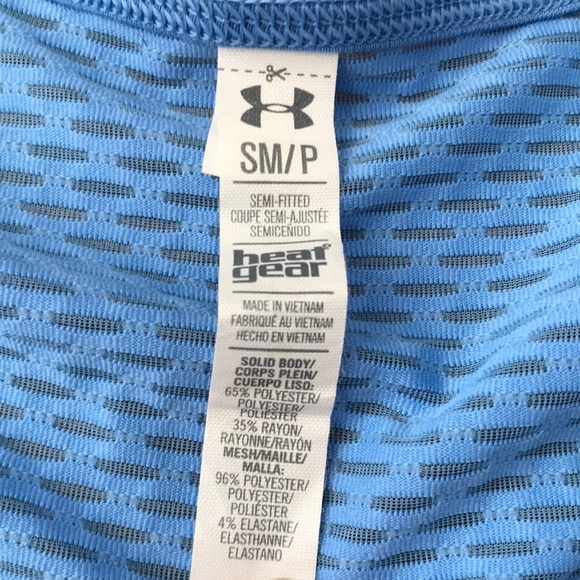 SM/P
SEMI-FITTED
COUPE SEMI-AJUSTÉE
SEMICEÑIDO
heat
gear
MADE IN VIETNAM
FABRIQUÉ AU VIETNAM
HECHO EN VIETNAM
SOLID BODY/
CORPS PLEIN/
CUERPO LISO:
65% POLYESTER/
POLYESTER/
POLIÉSTER
35% RAYON/
RAYONNE/RAYÓN
MESH/MAILLE/
MALLA:
96% POLYESTER/
POLYESTER/
POLIÉSTER
4% ELASTANE/
ELASTHANNE/
ELASTANO